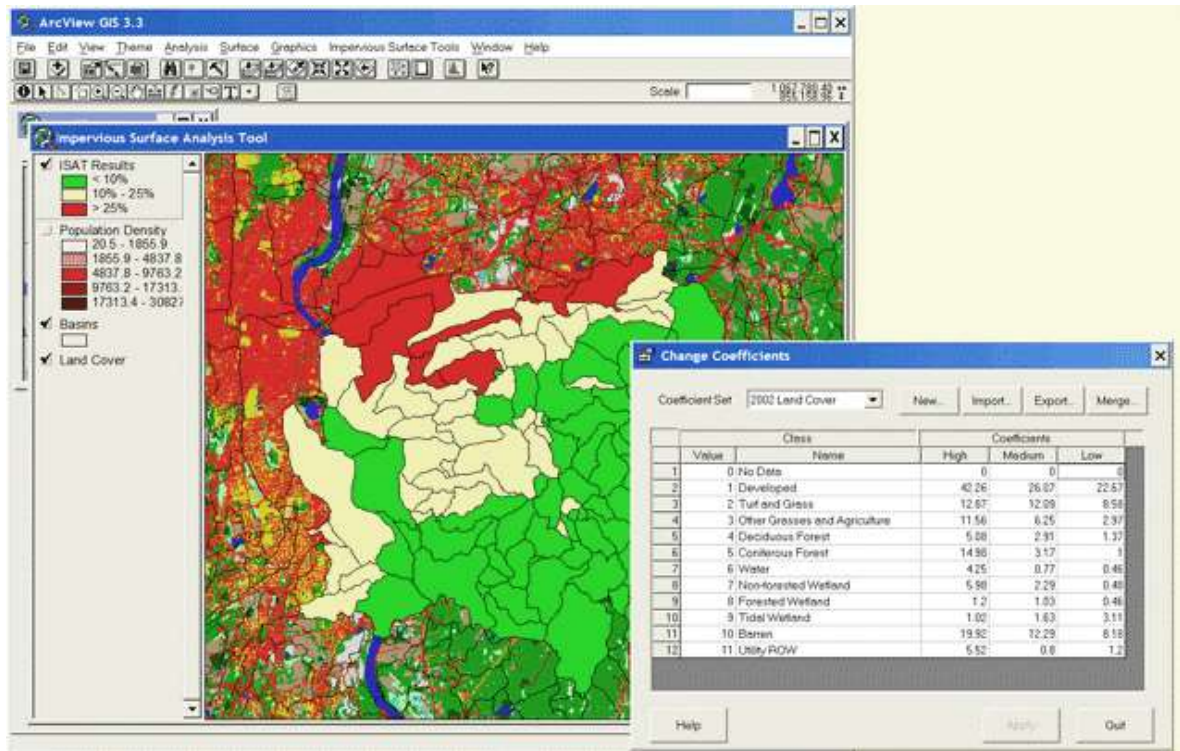 ArcView GIS 3.3
File Edit View Theme Analysis Surface Graphics Impervious Surface Tools Window Help
Scale
Impervious Surface Analysis Tool
ISAT Results
< 10%
10% - 25%
> 25%
Population Density
20.5 - 1855.9
1855.9 - 4837.8
4837.8 - 9763.2
9763.2 - 17313.
17313.4 - 3082
Basins
Land Cover
Change Coefficients
Coefficient Set 2002 Land Cover New... Import... Export... Merge...
Class Coefficients
Value Name High Medium Low
1 0 No Data 0 0 0
2 1 Developed 42.26 26.07 22.67
3 2 Turf and Grass 12.67 12.09 8.58
4 3 Other Grasses and Agriculture 11.56 6.25 2.97
5 4 Deciduous Forest 5.08 2.91 1.37
6 5 Coniferous Forest 14.98 3.17 1
7 6 Water 4.25 0.77 0.46
8 7 Non-forested Wetland 5.98 2.29 0.48
9 8 Forested Wetland 1.2 1.03 0.46
10 9 Tidal Wetland 1.02 1.63 3.11
11 10 Barren 19.92 12.29 8.18
12 11 Utility ROW 5.52 0.8 1.2
Help Apply Quit